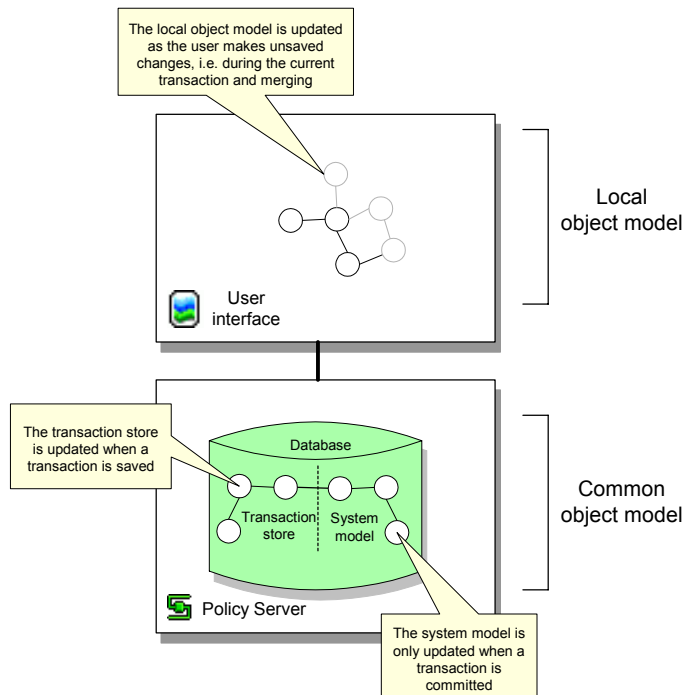 The local object model is updated
as the user makes unsaved
changes, i.e. during the current
transaction and merging
Local
object model
User
interface
The transaction store
is updated when a
transaction is saved
Database
Transaction
store
System
model
Common
object model
Policy Server
The system model is
only updated when a
transaction is
committed